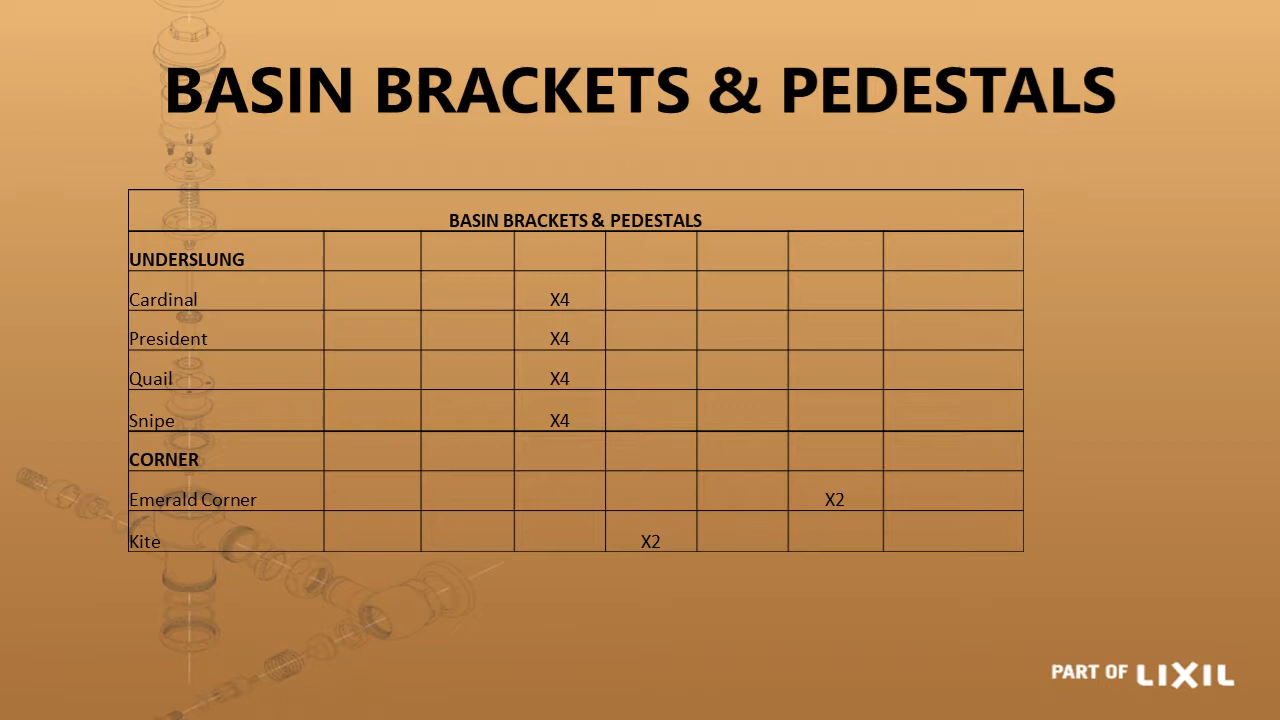 BASIN BRACKETS & PEDESTALS
BASIN BRACKETS & PEDESTALS
UNDERSLUNG
Cardinal X4
President X4
Quail X4
Snipe X4
CORNER
Emerald Corner X2
Kite X2
PART OF LIXIL